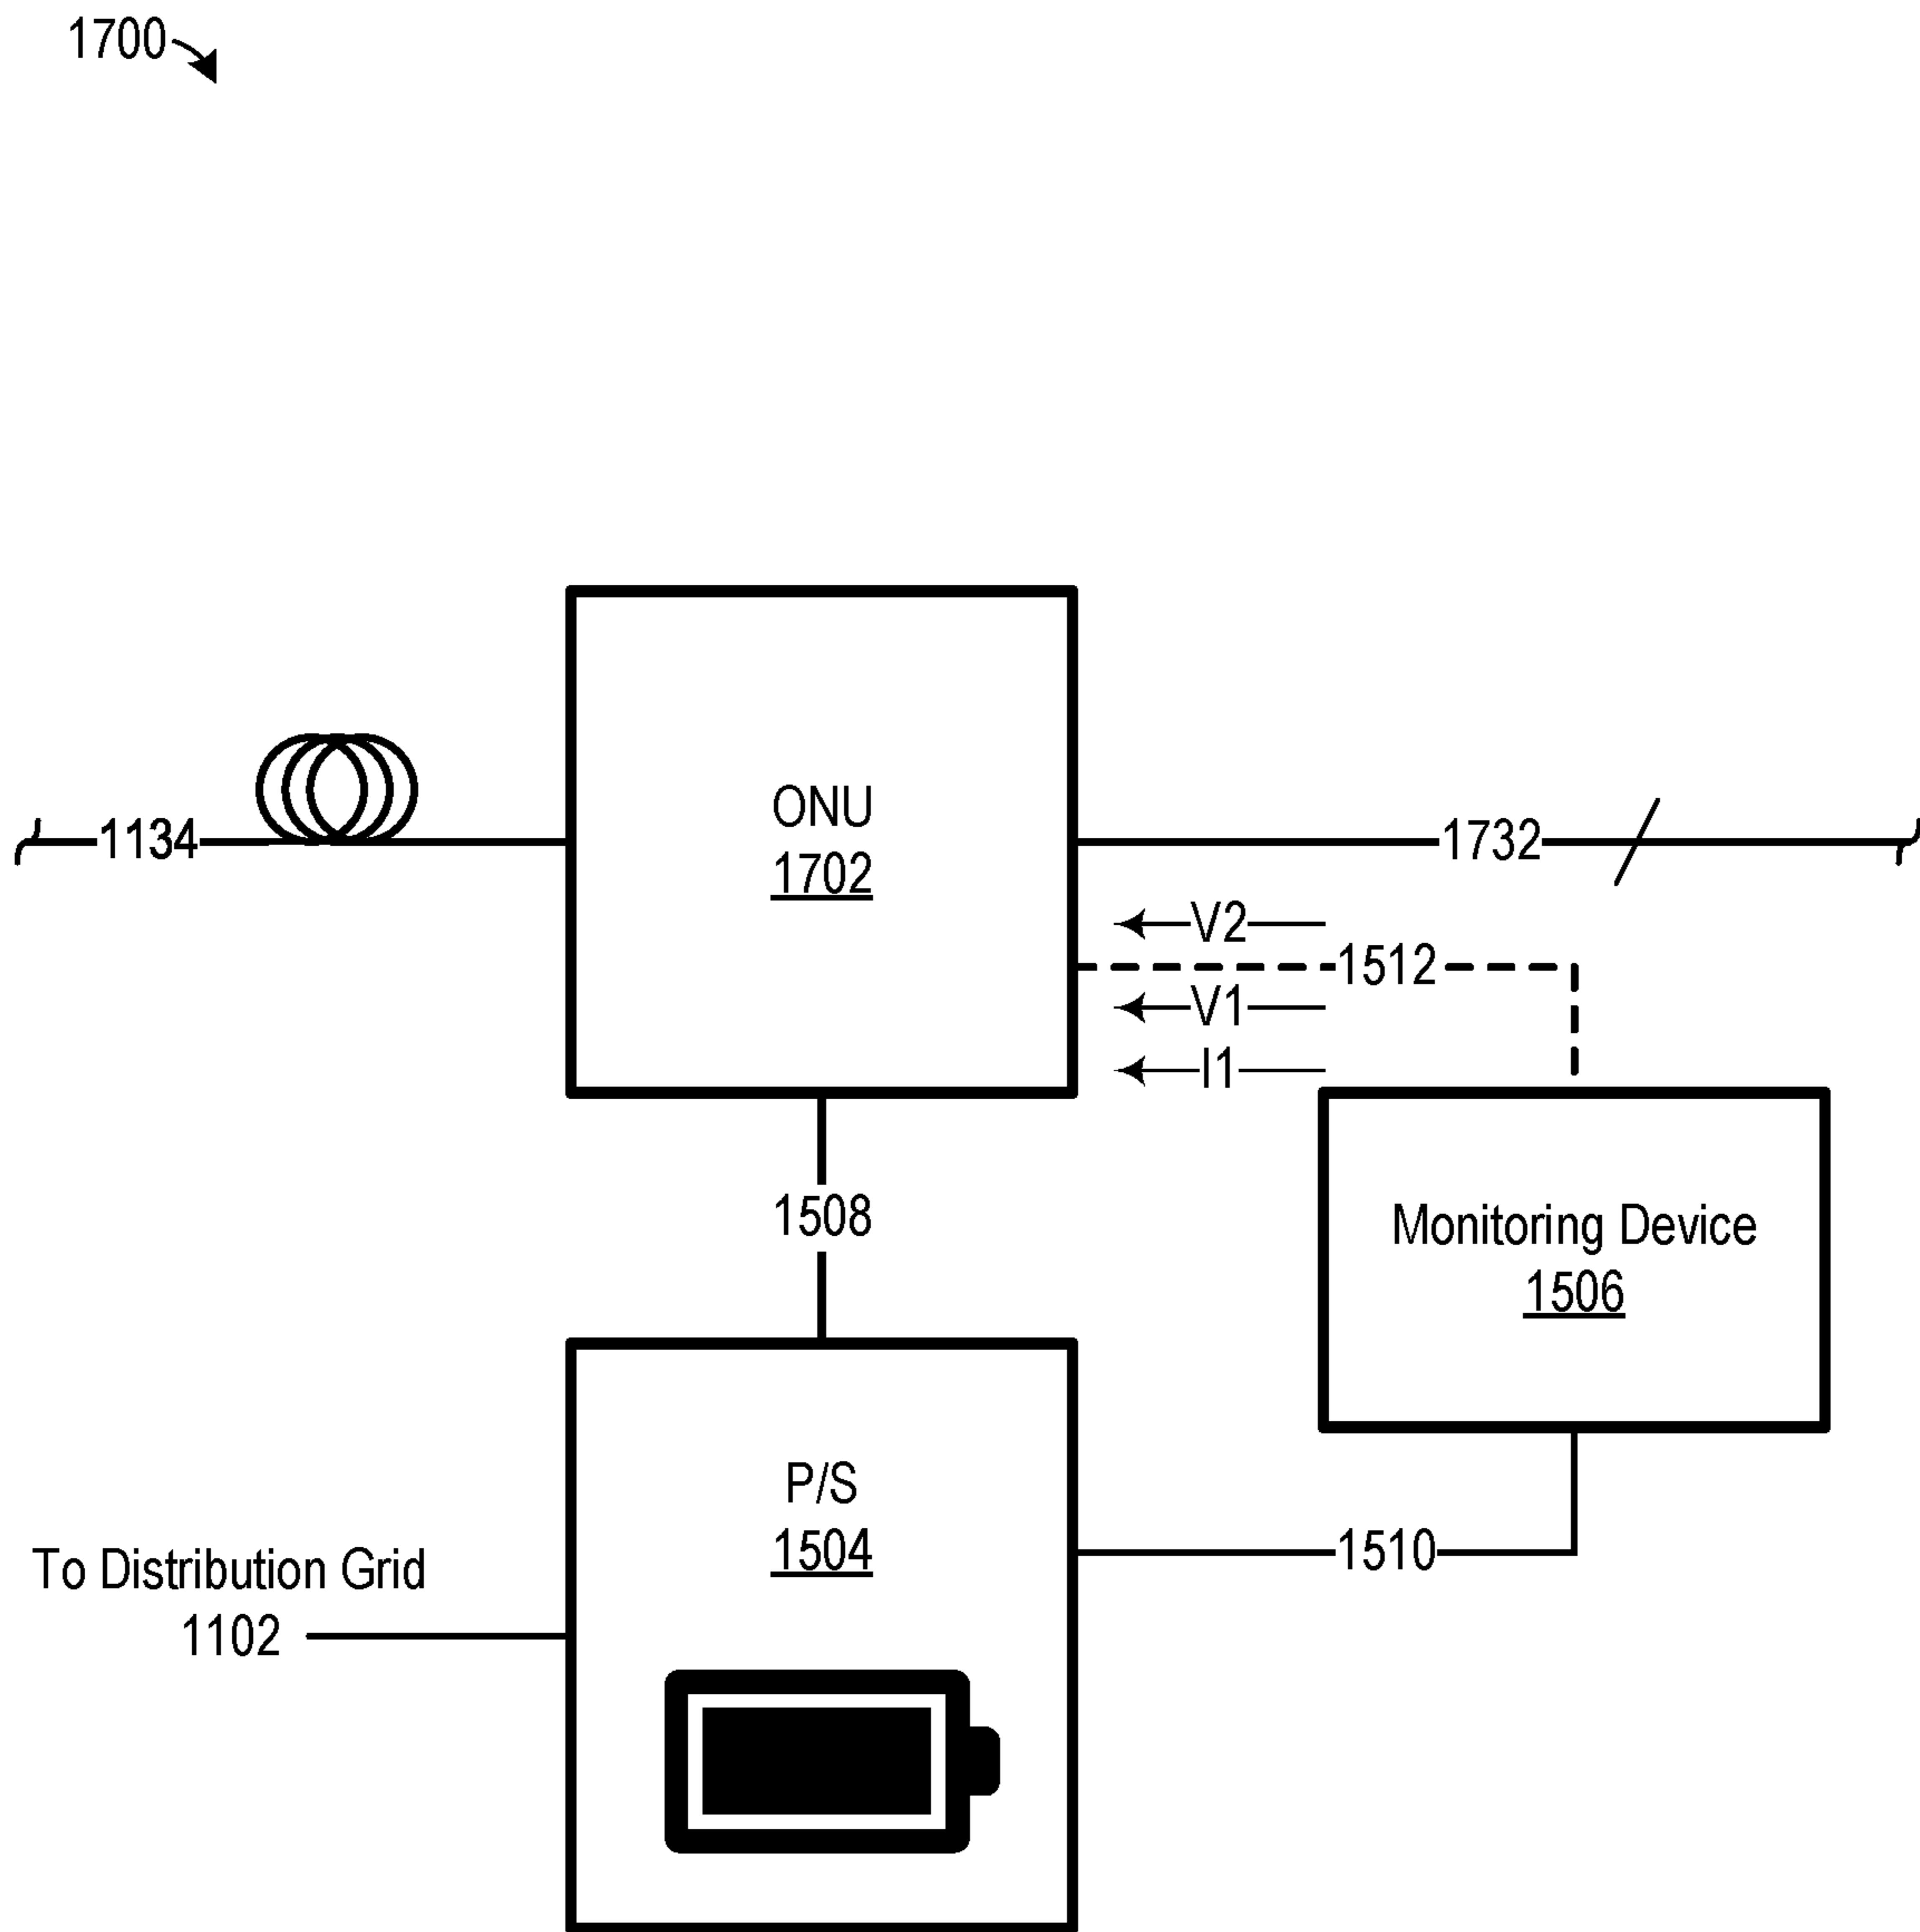 1700
ONU
1702
1134
1732
V2
1512
V1
I1
1508
Monitoring Device
1506
P/S
1504
1510
To Distribution Grid
1102